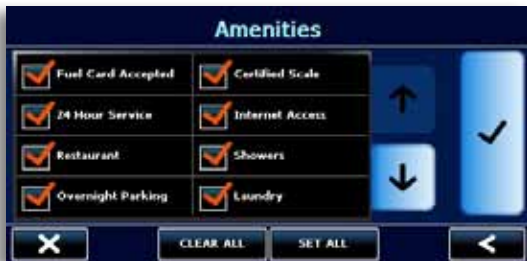 Amenities
Fuel Card Accepted
Certified Scale
24 Hour Service
Internet Access
Restaurant
Showers
Overnight Parking
Laundry
CLEAR ALL
SET ALL